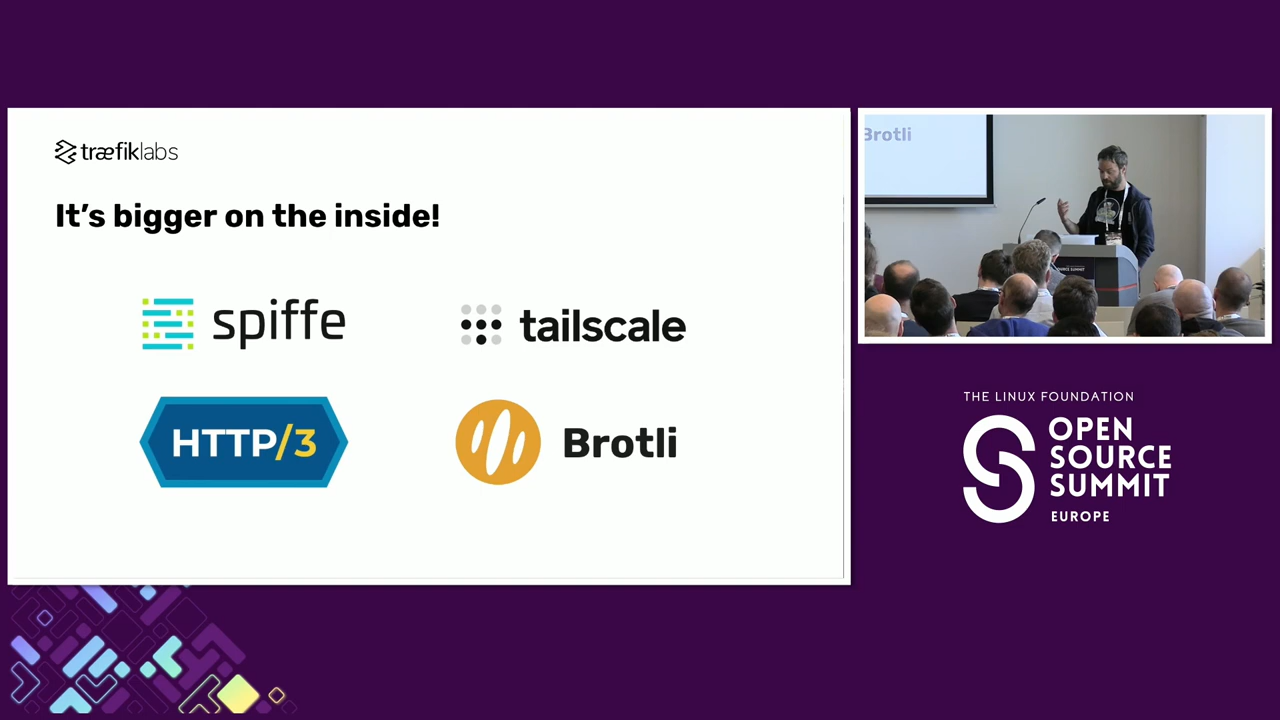 træfiklabs
It's bigger on the inside!
spiffe
tailscale
HTTP/3
Brotli
Brotli
THE LINUX FOUNDATION
OPEN
SOURCE
SUMMIT
EUROPE